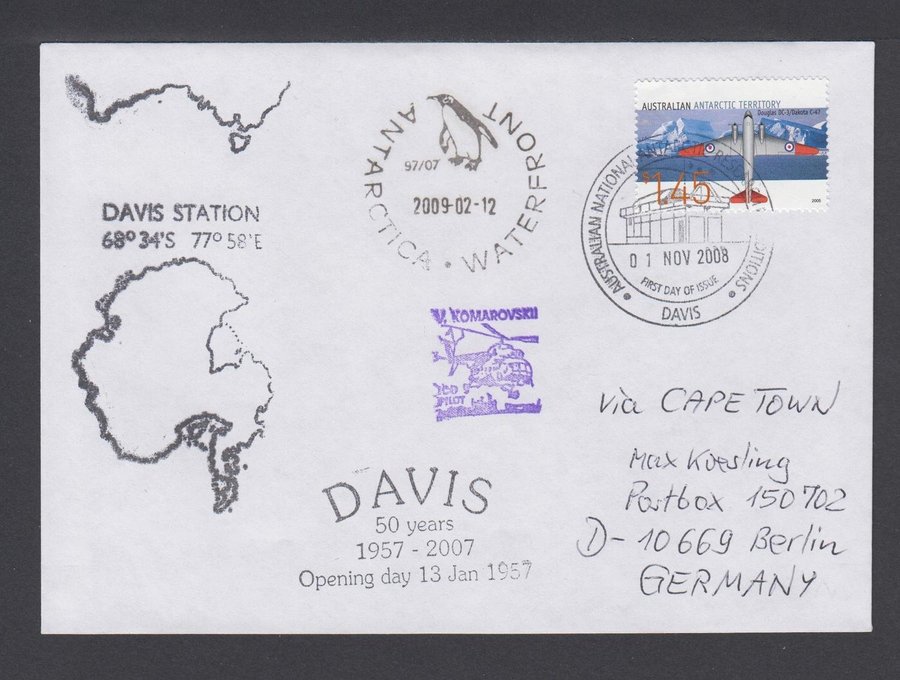 DAVIS STATION
68° 34'S 77° 58'E
ANTARCTICA • WATERFRONT
97/07
2009-02-12
AUSTRALIAN ANTARCTIC TERRITORY
Douglas DC-3/Dakota C-47
$1.45
AUSTRALIAN NATIONAL
01 NOV 2008
FIRST DAY OF ISSUE
DAVIS
V. KOMAROVSKII
PILOT
DAVIS
50 years
1957 - 2007
Opening day 13 Jan 1957
via CAPE TOWN
Max Kuesling
Postbox 150702
D-10669 Berlin
GERMANY